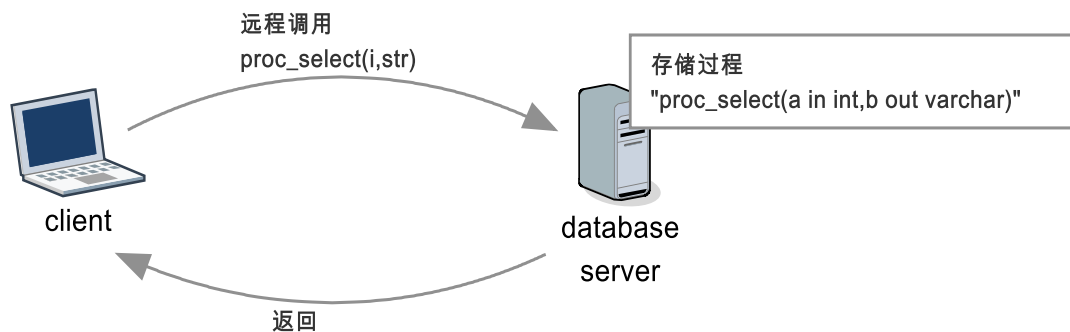 远程调用
proc_select(i,str)
存储过程
"proc_select(a in int,b out varchar)"
client
database
server
返回